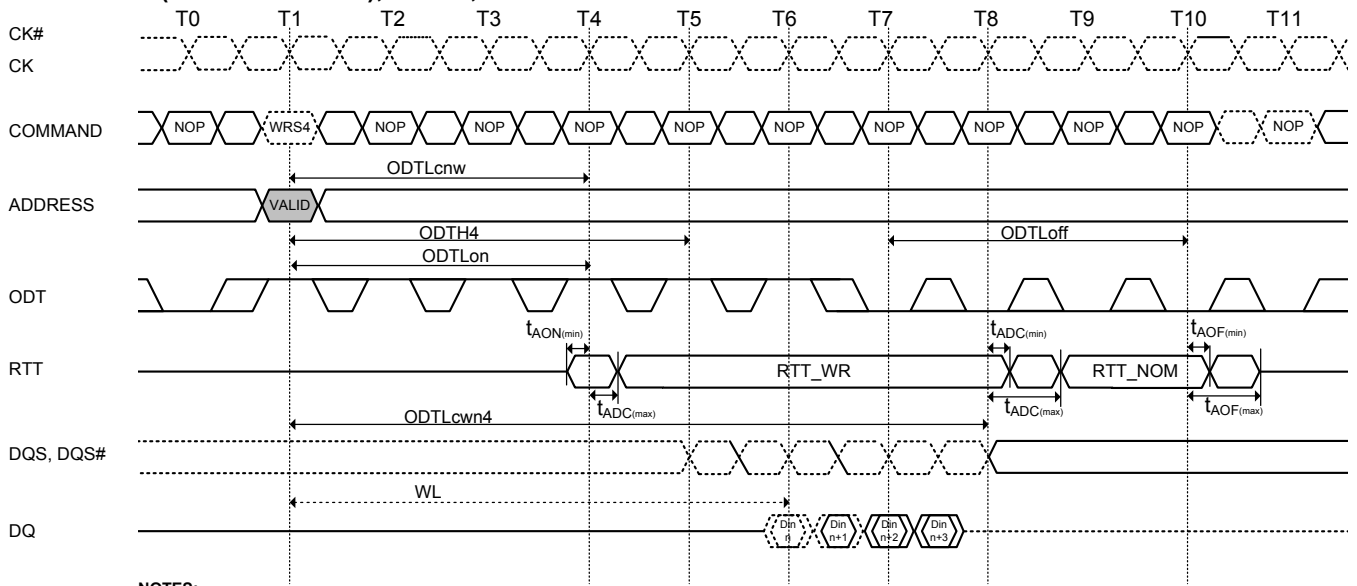 T0 T1 T2 T3 T4 T5 T6 T7 T8 T9 T10 T11
CK#
CK
COMMAND NOP WRS4 NOP NOP NOP NOP NOP NOP NOP NOP NOP NOP
ODTLcnw
ADDRESS VALID
ODTH4 ODTLoff
ODTLon
ODT
tAON(min) tADC(min) tAOF(min)
RTT RTT_WR RTT_NOM
tADC(max) tADC(max) tAOF(max)
ODTLcwn4
DQS, DQS#
WL
DQ Din n Din n+1 Din n+2 Din n+3
NOTES: